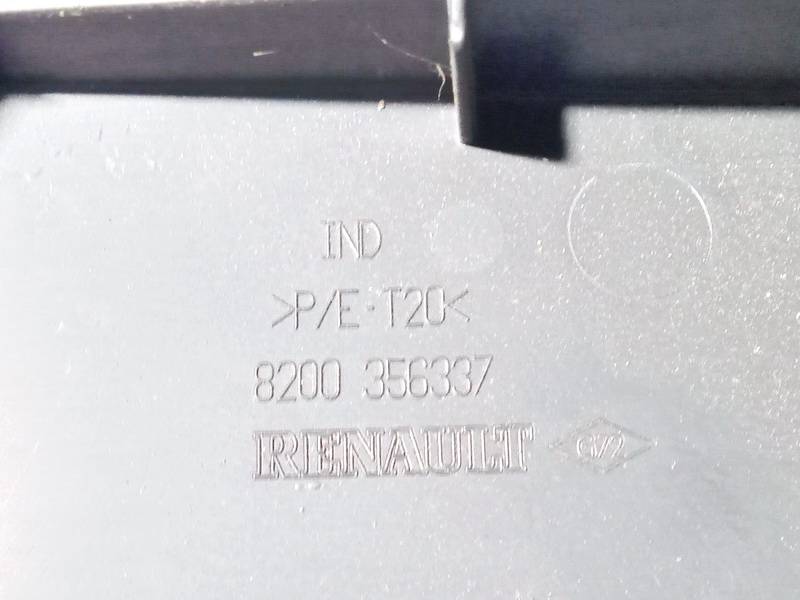 IND
>P/E-T20<
8200 356337
RENAULT